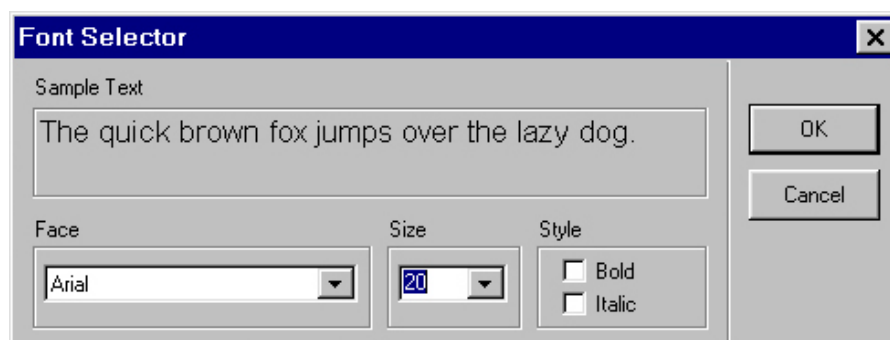 Font Selector
Sample Text
The quick brown fox jumps over the lazy dog.
OK
Cancel
Face
Size
Style
Arial
20
Bold
Italic